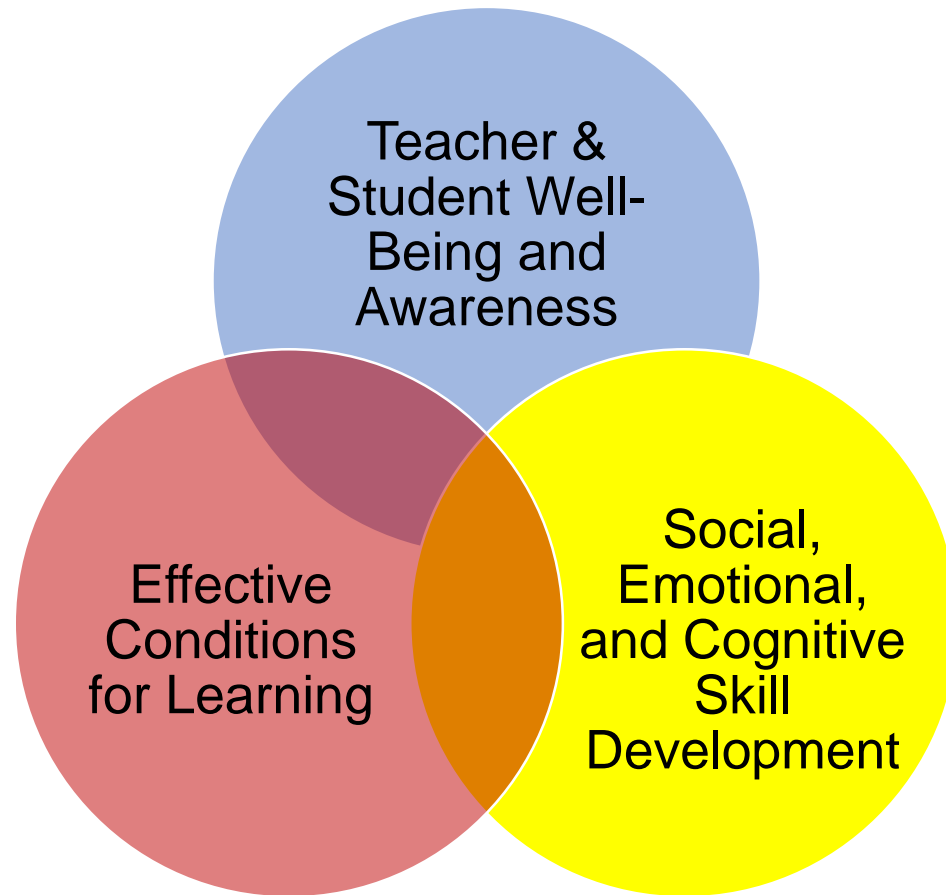 Teacher &
Student Well-
Being and
Awareness
Effective
Conditions
for Learning
Social,
Emotional,
and Cognitive
Skill
Development